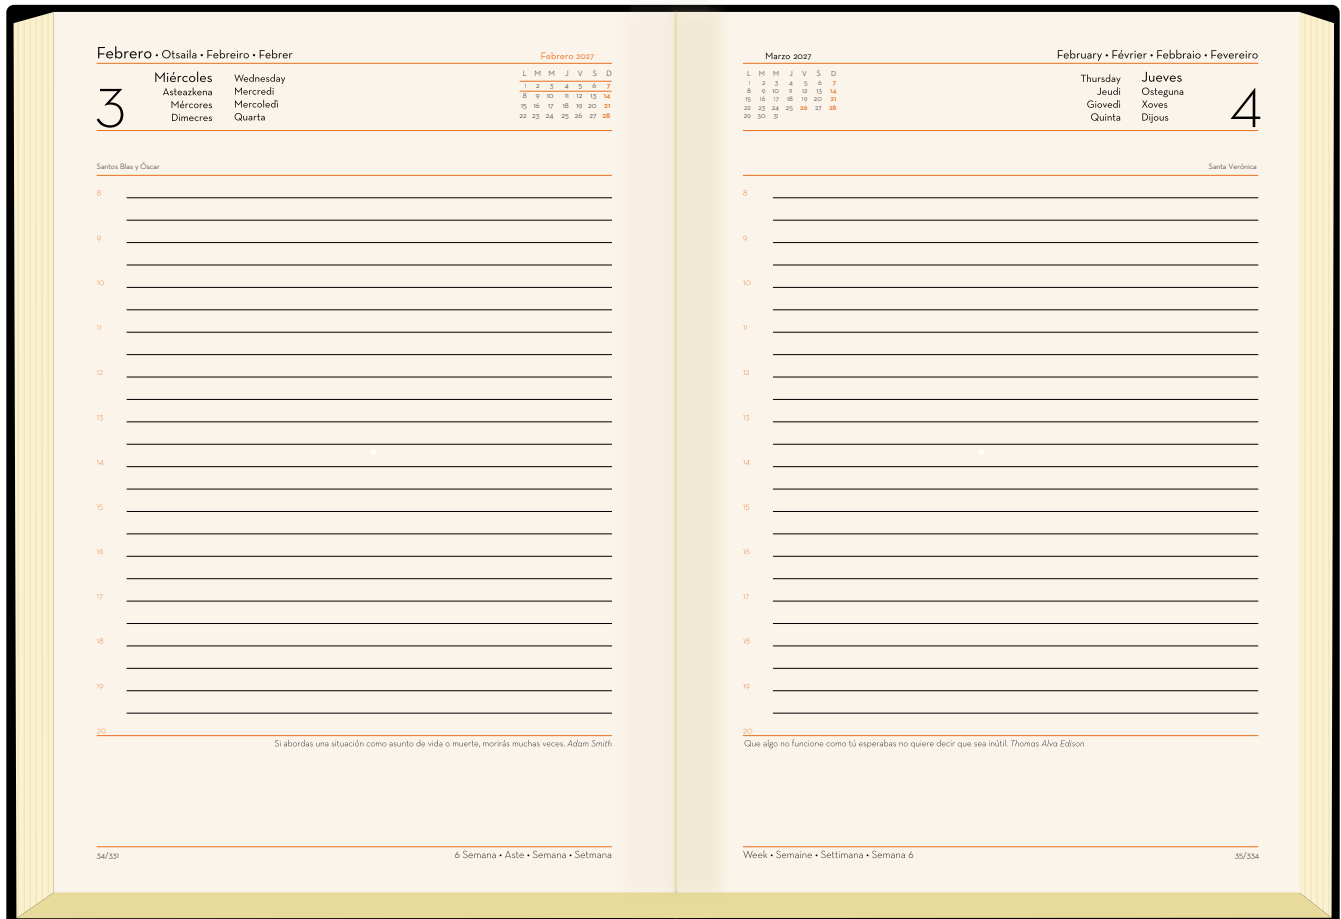 Febrero • Otsaila • Febreiro • Febrer
3
Miércoles
Asteazkena
Mércores
Dimecres
Wednesday
Mercredi
Mercoledì
Quarta
Febrero 2027
L M M J V S D
1 2 3 4 5 6 7
8 9 10 11 12 13 14
15 16 17 18 19 20 21
22 23 24 25 26 27 28
Santos Blas y Óscar
8
9
10
11
12
13
14
15
16
17
18
19
20
Si abordas una situación como asunto de vida o muerte, morirás muchas veces. Adam Smith
34/331
6 Semana • Aste • Semana • Setmana
Marzo 2027
L M M J V S D
1 2 3 4 5 6 7
8 9 10 11 12 13 14
15 16 17 18 19 20 21
22 23 24 25 26 27 28
29 30 31
February • Février • Febbraio • Fevereiro
Thursday
Jeudi
Giovedì
Quinta
Jueves
Osteguna
Xoves
Dijous
4
Santa Verónica
8
9
10
11
12
13
14
15
16
17
18
19
20
Que algo no funcione como tú esperabas no quiere decir que sea inútil. Thomas Alva Edison
Week • Semaine • Settimana • Semana 6
35/334